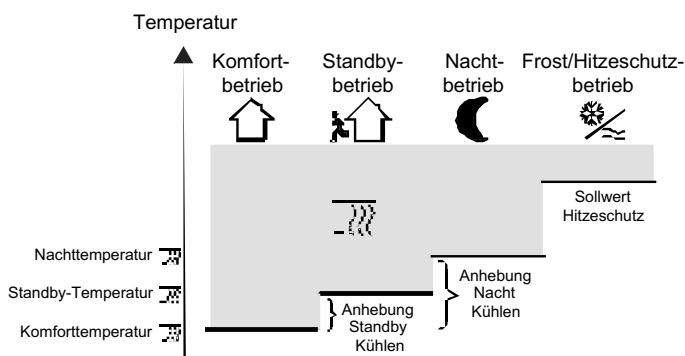 Temperatur
Komfort-
betrieb
Standby-
betrieb
Nacht-
betrieb
Frost/Hitzeschutz-
betrieb
Sollwert
Hitzeschutz
Nachttemperatur
Standby-Temperatur
Komforttemperatur
Anhebung
Standby
Kühlen
Anhebung
Nacht
Kühlen